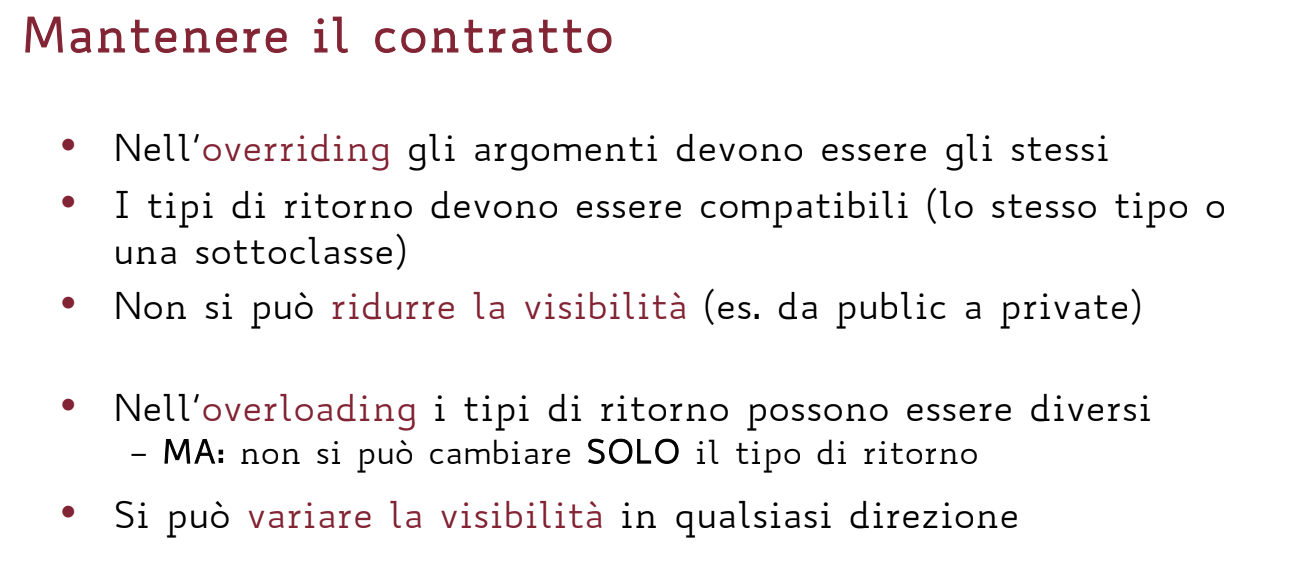 Mantenere il contratto
• Nell'overriding gli argomenti devono essere gli stessi
• I tipi di ritorno devono essere compatibili (lo stesso tipo o
una sottoclasse)
• Non si può ridurre la visibilità (es. da public a private)
• Nell'overloading i tipi di ritorno possono essere diversi
– MA: non si può cambiare SOLO il tipo di ritorno
• Si può variare la visibilità in qualsiasi direzione